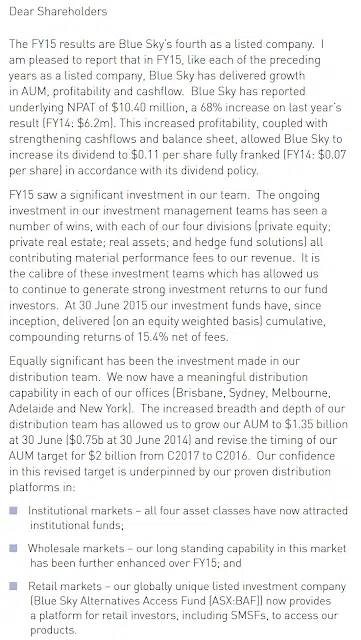 Dear Shareholders
The FY15 results are Blue Sky's fourth as a listed company.  I
am pleased to report that in FY15, like each of the preceding
years as a listed company, Blue Sky has delivered growth
in AUM, profitability and cashflow.  Blue Sky has reported
underlying NPAT of $10.40 million, a 68% increase on last year's
result (FY14: $6.2m). This increased profitability, coupled with
strengthening cashflows and balance sheet, allowed Blue Sky to
increase its dividend to $0.11 per share fully franked (FY14: $0.07
per share) in accordance with its dividend policy.
FY15 saw a significant investment in our team.  The ongoing
investment in our investment management teams has seen a
number of wins, with each of our four divisions (private equity;
private real estate; real assets; and hedge fund solutions) all
contributing material performance fees to our revenue.  It is
the calibre of these investment teams which has allowed us
to continue to generate strong investment returns to our fund
investors.  At 30 June 2015 our investment funds have, since
inception, delivered (on an equity weighted basis) cumulative,
compounding returns of 15.4% net of fees.
Equally significant has been the investment made in our
distribution team.  We now have a meaningful distribution
capability in each of our offices (Brisbane, Sydney, Melbourne,
Adelaide and New York).  The increased breadth and depth of our
distribution team has allowed us to grow our AUM to $1.35 billion
at 30 June ($0.75b at 30 June 2014) and revise the timing of our
AUM target for $2 billion from C2017 to C2016.  Our confidence
in this revised target is underpinned by our proven distribution
platforms in:
■ Institutional markets – all four asset classes have now attracted
institutional funds;
■ Wholesale markets – our long standing capability in this market
has been further enhanced over FY15; and
■ Retail markets – our globally unique listed investment company
(Blue Sky Alternatives Access Fund [ASX:BAF]) now provides
a platform for retail investors, including SMSFs, to access our
products.